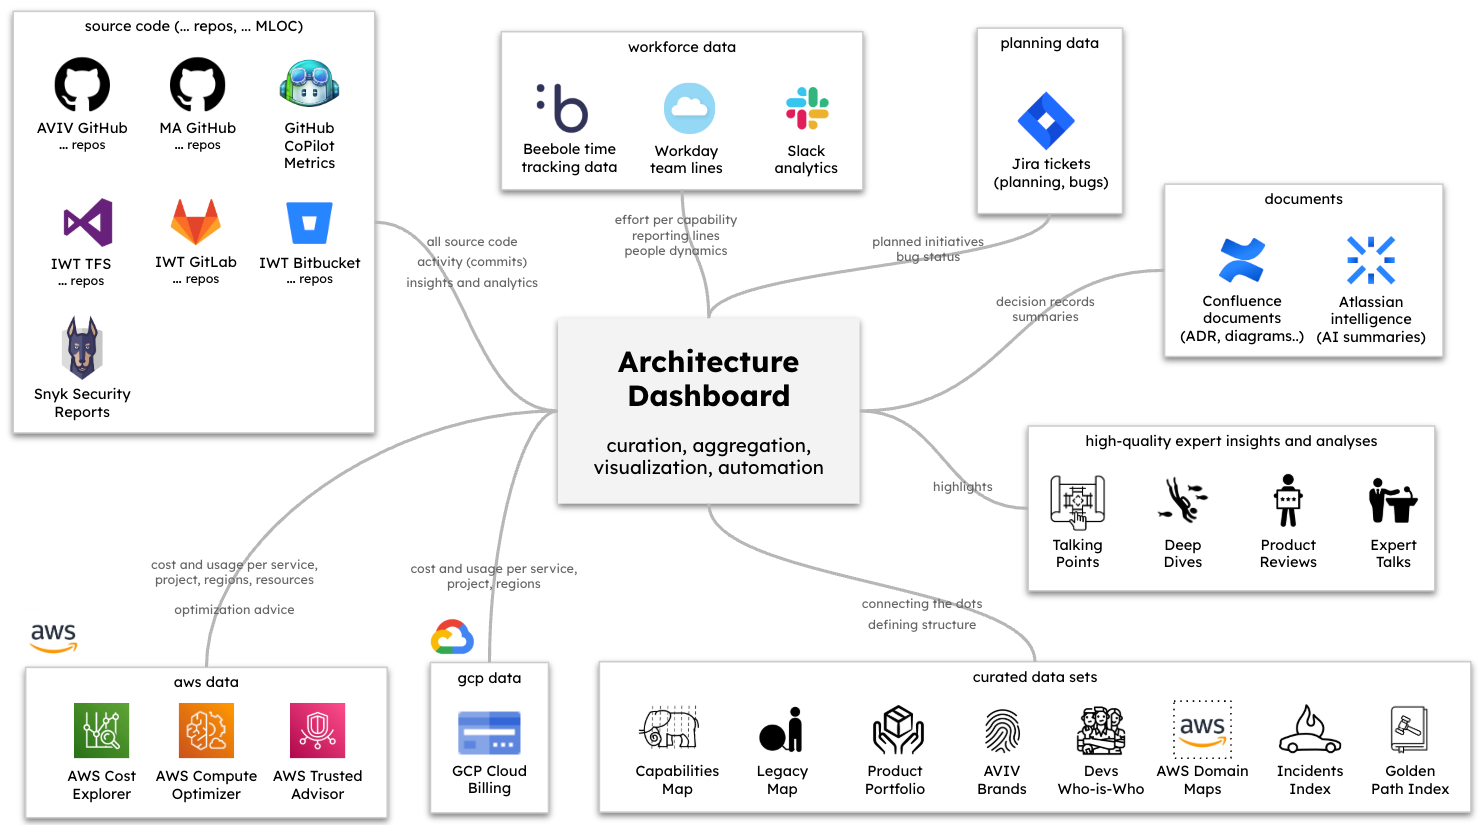 source code (... repos, ... MLOC)
AVIV GitHub
... repos
MA GitHub
... repos
GitHub
CoPilot
Metrics
IWT TFS
... repos
IWT GitLab
... repos
IWT Bitbucket
... repos
Snyk Security
Reports
workforce data
Beebole time
tracking data
Workday
team lines
Slack
analytics
planning data
Jira tickets
(planning, bugs)
documents
Confluence
documents
(ADR, diagrams..)
Atlassian
intelligence
(AI summaries)
all source code
activity (commits)
insights and analytics
effort per capability
reporting lines
people dynamics
planned initiatives
bug status
decision records
summaries
Architecture
Dashboard
curation, aggregation,
visualization, automation
high-quality expert insights and analyses
highlights
Talking
Points
Deep
Dives
Product
Reviews
Expert
Talks
cost and usage per service,
project, regions, resources
optimization advice
cost and usage per service,
project, regions
connecting the dots
defining structure
aws
aws data
AWS Cost
Explorer
AWS Compute
Optimizer
AWS Trusted
Advisor
gcp data
GCP Cloud
Billing
curated data sets
Capabilities
Map
Legacy
Map
Product
Portfolio
AVIV
Brands
Devs
Who-is-Who
aws
AWS Domain
Maps
Incidents
Index
Golden
Path Index